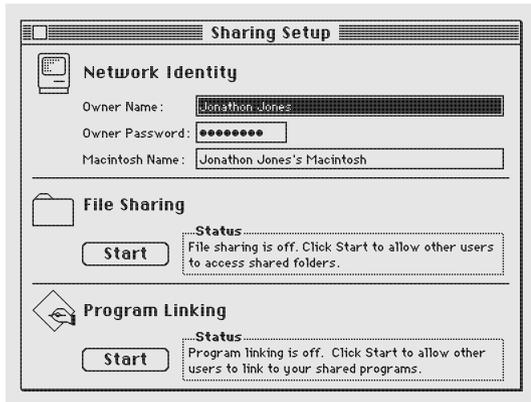 Sharing Setup
Network Identity
Owner Name: Jonathon Jones
Owner Password: ●●●●●●●●
Macintosh Name: Jonathon Jones's Macintosh
File Sharing
Status
Start
File sharing is off. Click Start to allow other users
to access shared folders.
Program Linking
Status
Start
Program linking is off. Click Start to allow other
users to link to your shared programs.